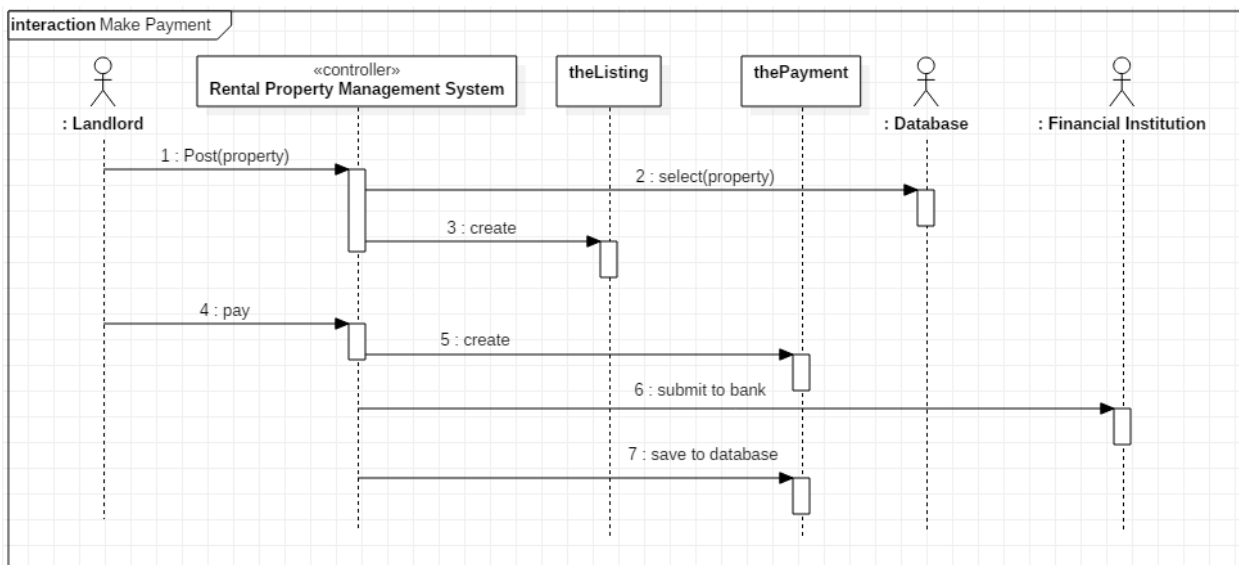 interaction Make Payment
«controller»
Rental Property Management System
theListing
thePayment
: Landlord
: Database
: Financial Institution
1 : Post(property)
2 : select(property)
3 : create
4 : pay
5 : create
6 : submit to bank
7 : save to database